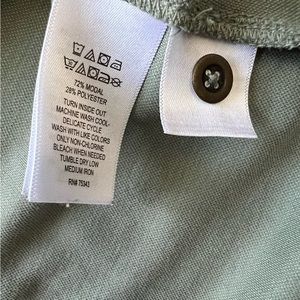 72% MODAL
28% POLYESTER
TURN INSIDE OUT
MACHINE WASH COOL-
DELICATE CYCLE
WASH WITH LIKE COLORS
ONLY NON-CHLORINE
BLEACH WHEN NEEDED
TUMBLE DRY LOW
MEDIUM IRON
RN# 75343